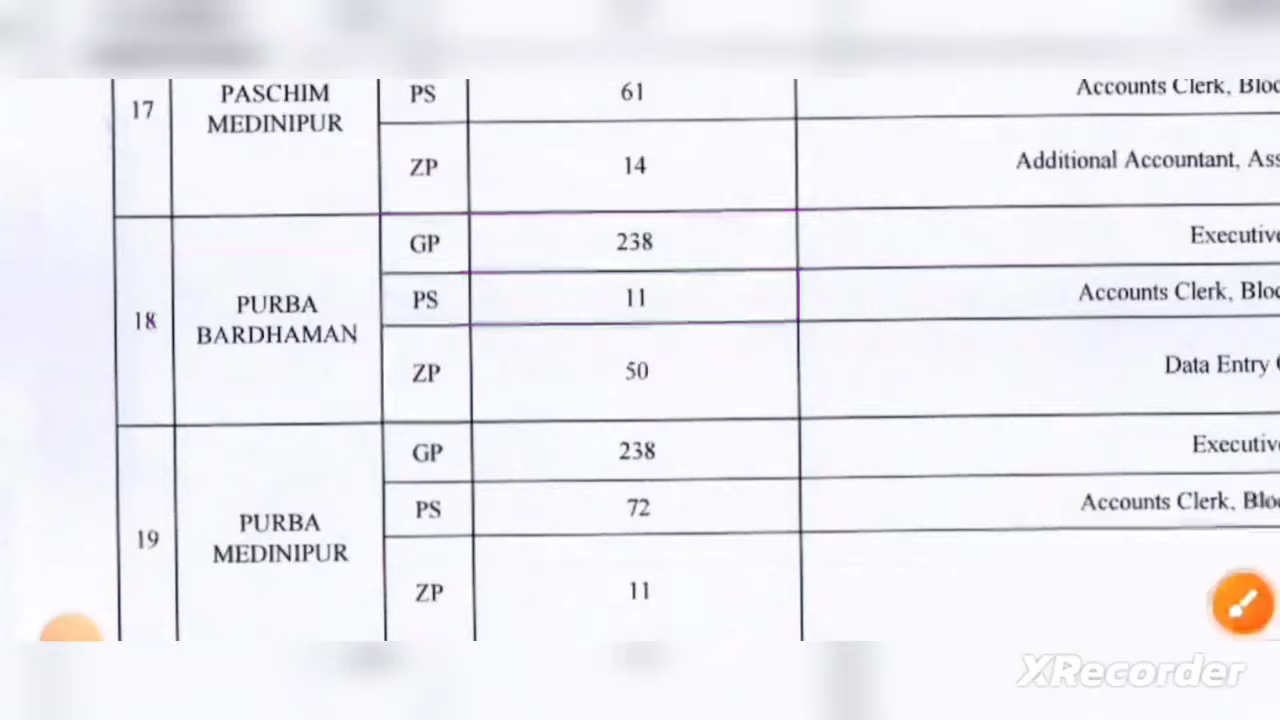 17 PASCHIM MEDINIPUR PS 61 Accounts Clerk,
ZP 14 Additional Accountant,
18 PURBA BARDHAMAN GP 238
PS 11 Accounts Clerk,
ZP 50 Data Entry
19 PURBA MEDINIPUR GP 238
PS 72 Accounts Clerk,
ZP 11
XRecorder